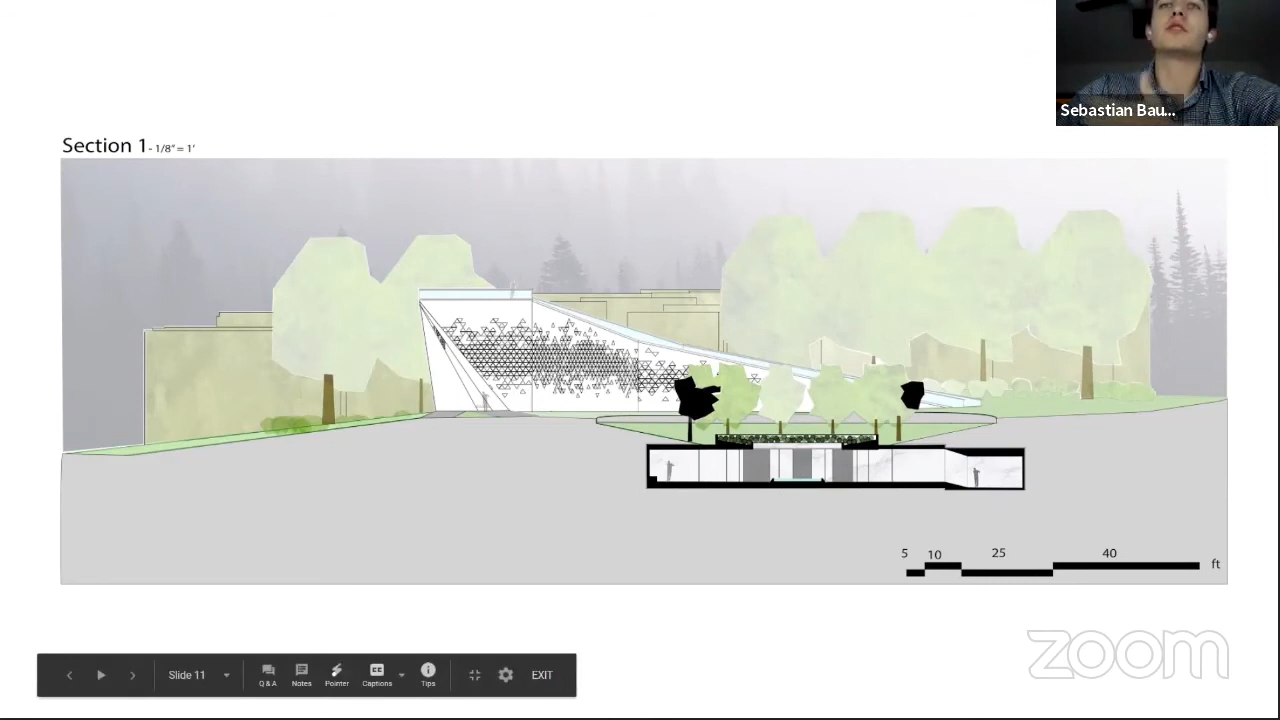 Sebastian Bau...
Section 1 - 1/8" = 1'
5 10 25 40
ft
zoom
Slide 11
Q & A Notes Pointer CC Captions Tips EXIT